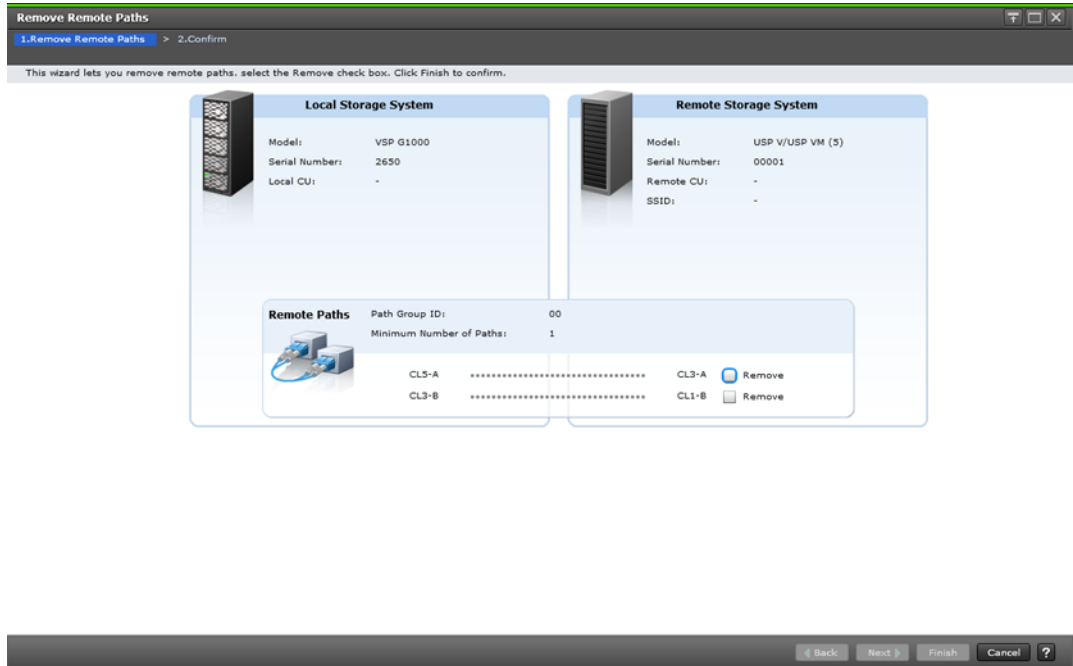 Remove Remote Paths
1.Remove Remote Paths > 2.Confirm
This wizard lets you remove remote paths. select the Remove check box. Click Finish to confirm.
Local Storage System
Model: VSP G1000
Serial Number: 2650
Local CU: -
Remote Storage System
Model: USP V/USP VM (5)
Serial Number: 00001
Remote CU: -
SSID: -
Remote Paths
Path Group ID: 00
Minimum Number of Paths: 1
CL5-A CL3-A Remove
CL3-B CL1-B Remove
Back Next Finish Cancel ?